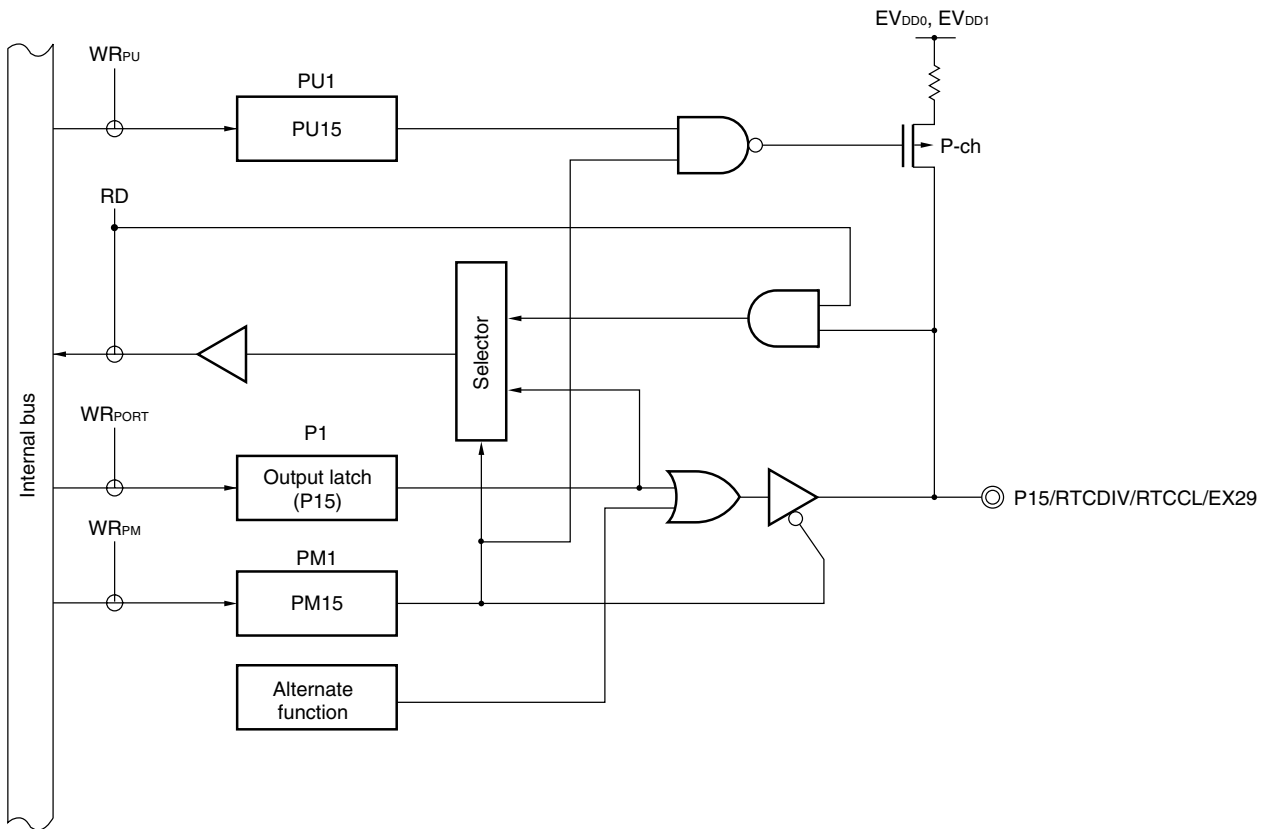 EVDD0, EVDD1
WRPU
PU1
PU15
P-ch
RD
Selector
Internal bus
WRPORT
P1
Output latch
(P15)
P15/RTCDIV/RTCCL/EX29
WRPM
PM1
PM15
Alternate
function